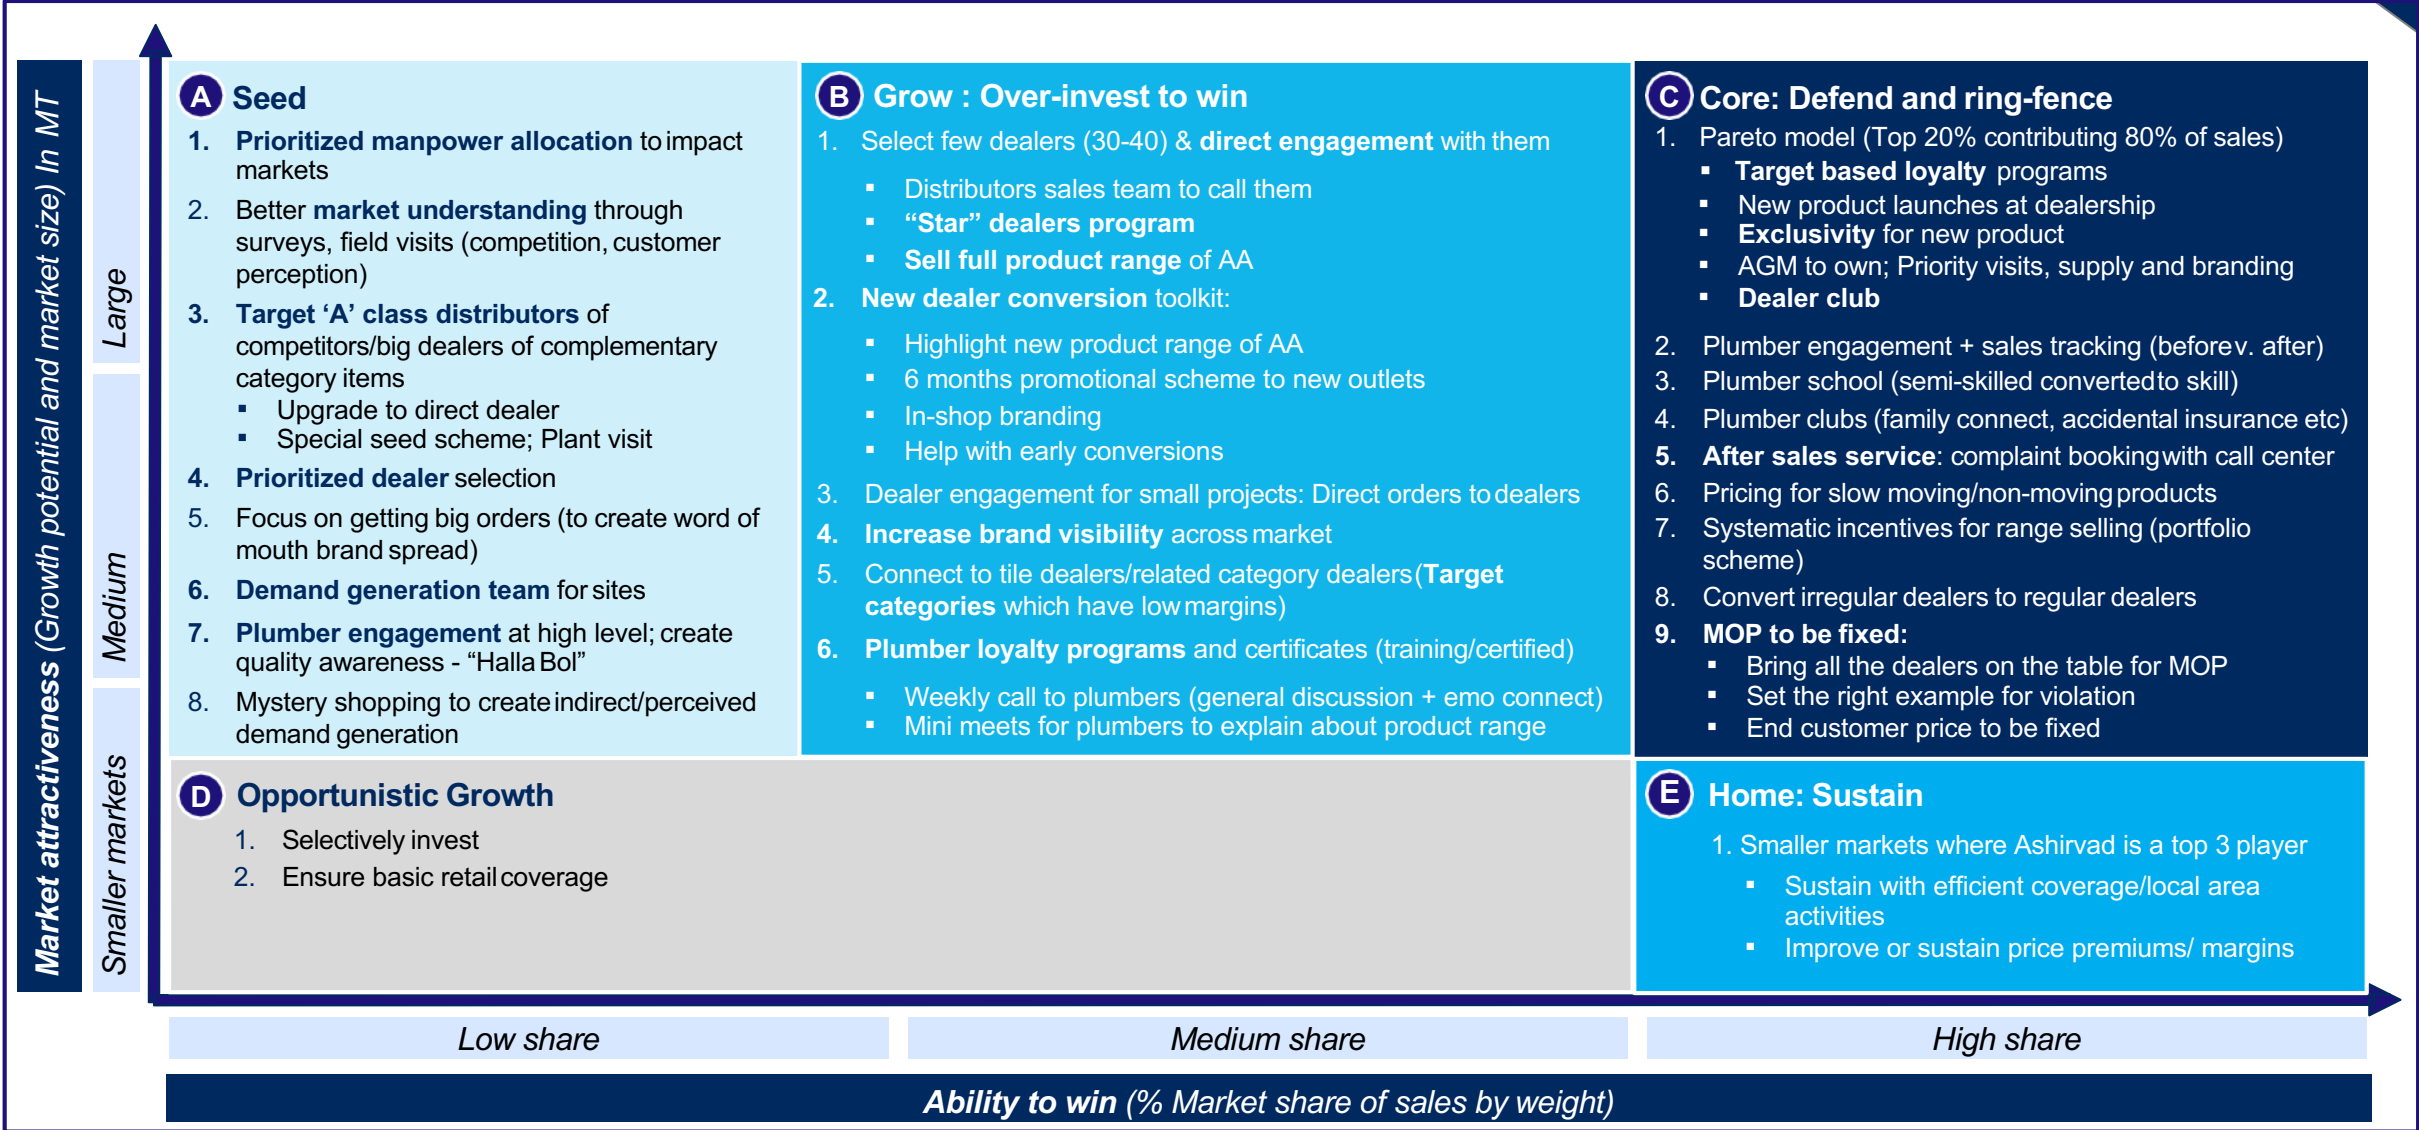 Market attractiveness (Growth potential and market size) In MT
Large
Medium
Smaller markets
A Seed
1. Prioritized manpower allocation to impact
markets
2. Better market understanding through
surveys, field visits (competition, customer
perception)
3. Target ‘A’ class distributors of
competitors/big dealers of complementary
category items
▪ Upgrade to direct dealer
▪ Special seed scheme; Plant visit
4. Prioritized dealer selection
5. Focus on getting big orders (to create word of
mouth brand spread)
6. Demand generation team for sites
7. Plumber engagement at high level; create
quality awareness - “Halla Bol”
8. Mystery shopping to create indirect/perceived
demand generation
B Grow : Over-invest to win
1. Select few dealers (30-40) & direct engagement with them
▪ Distributors sales team to call them
▪ “Star” dealers program
▪ Sell full product range of AA
2. New dealer conversion toolkit:
▪ Highlight new product range of AA
▪ 6 months promotional scheme to new outlets
▪ In-shop branding
▪ Help with early conversions
3. Dealer engagement for small projects: Direct orders to dealers
4. Increase brand visibility across market
5. Connect to tile dealers/related category dealers (Target
categories which have low margins)
6. Plumber loyalty programs and certificates (training/certified)
▪ Weekly call to plumbers (general discussion + emo connect)
▪ Mini meets for plumbers to explain about product range
C Core: Defend and ring-fence
1. Pareto model (Top 20% contributing 80% of sales)
▪ Target based loyalty programs
▪ New product launches at dealership
▪ Exclusivity for new product
▪ AGM to own; Priority visits, supply and branding
▪ Dealer club
2. Plumber engagement + sales tracking (before v. after)
3. Plumber school (semi-skilled converted to skill)
4. Plumber clubs (family connect, accidental insurance etc)
5. After sales service: complaint booking with call center
6. Pricing for slow moving/non-moving products
7. Systematic incentives for range selling (portfolio
scheme)
8. Convert irregular dealers to regular dealers
9. MOP to be fixed:
▪ Bring all the dealers on the table for MOP
▪ Set the right example for violation
▪ End customer price to be fixed
D Opportunistic Growth
1. Selectively invest
2. Ensure basic retail coverage
E Home: Sustain
1. Smaller markets where Ashirvad is a top 3 player
▪ Sustain with efficient coverage/local area
activities
▪ Improve or sustain price premiums/ margins
Low share
Medium share
High share
Ability to win (% Market share of sales by weight)